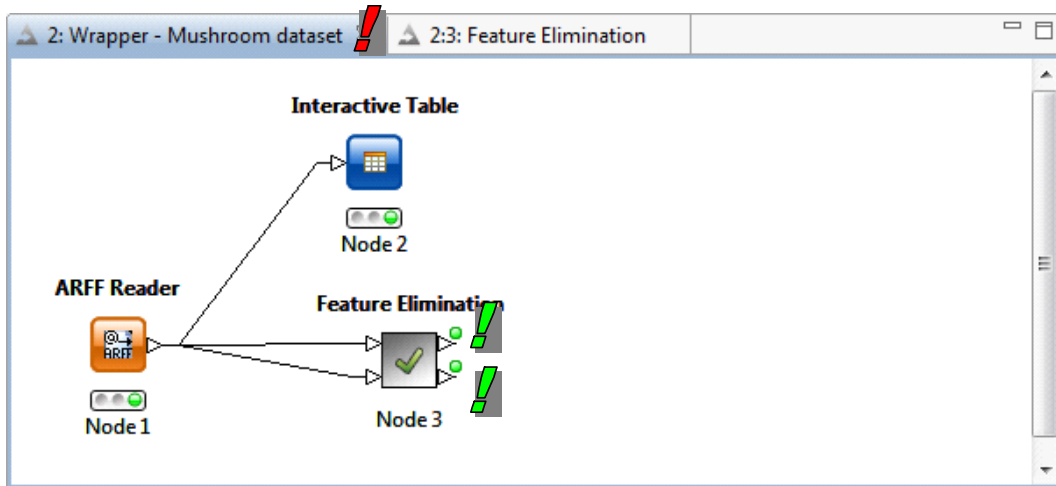 2: Wrapper - Mushroom dataset
2:3: Feature Elimination
Interactive Table
Node 2
ARFF Reader
Feature Elimination
ARFF
Node 1
Node 3